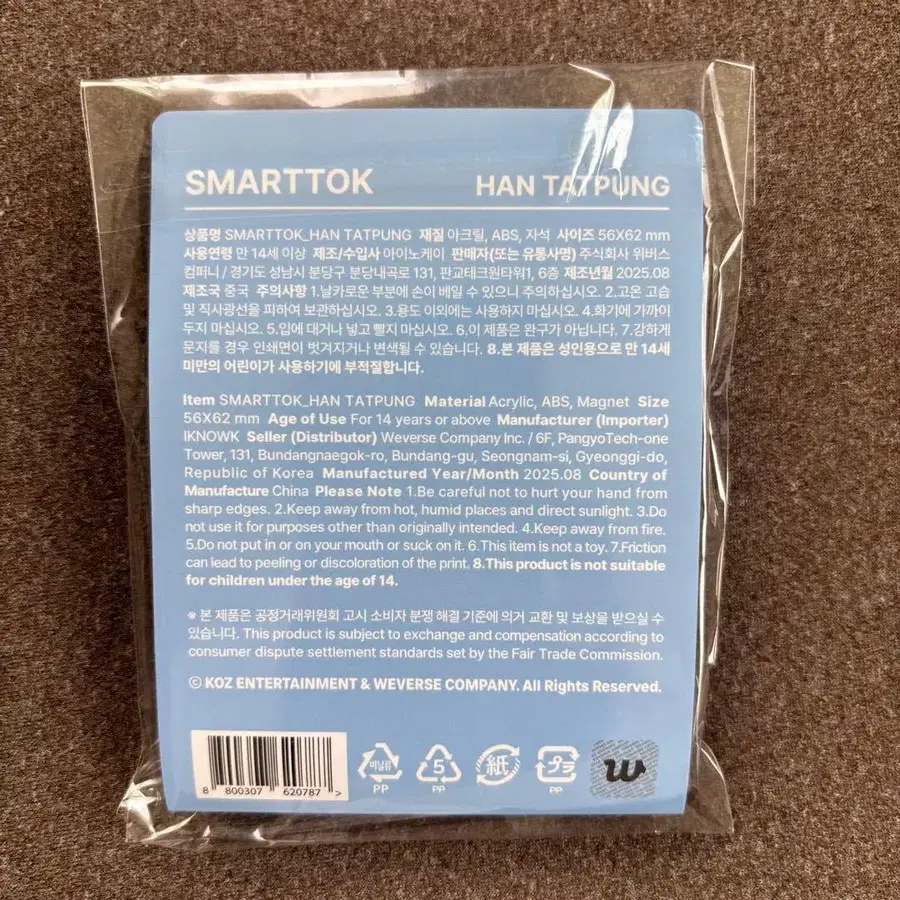 SMARTTOK HAN TATPUNG
상품명 SMARTTOK_HAN TATPUNG 재질 아크릴, ABS, 자석 사이즈 56X62 mm
사용연령 만 14세 이상 제조/수입사 아이노케이 판매자(또는 유통사명) 주식회사 위버스
컴퍼니 / 경기도 성남시 분당구 분당내곡로 131, 판교테크원타워1, 6층 제조년월 2025.08
제조국 중국 주의사항 1.날카로운 부분에 손이 베일 수 있으니 주의하십시오. 2.고온 고습
및 직사광선을 피하여 보관하십시오. 3.용도 이외에는 사용하지 마십시오. 4.화기에 가까이
두지 마십시오. 5.입에 대거나 넣고 빨지 마십시오. 6.이 제품은 완구가 아닙니다. 7.강하게
문지를 경우 인쇄면이 벗겨지거나 변색될 수 있습니다. 8.본 제품은 성인용으로 만 14세
미만의 어린이가 사용하기에 부적절합니다.
Item SMARTTOK_HAN TATPUNG Material Acrylic, ABS, Magnet Size
56X62 mm Age of Use For 14 years or above Manufacturer (Importer)
IKNOWK Seller (Distributor) Weverse Company Inc. / 6F, PangyoTech-one
Tower, 131, Bundangnaegok-ro, Bundang-gu, Seongnam-si, Gyeonggi-do,
Republic of Korea Manufactured Year/Month 2025.08 Country of
Manufacture China Please Note 1.Be careful not to hurt your hand from
sharp edges. 2.Keep away from hot, humid places and direct sunlight. 3.Do
not use it for purposes other than originally intended. 4.Keep away from fire.
5.Do not put in or on your mouth or suck on it. 6.This item is not a toy. 7.Friction
can lead to peeling or discoloration of the print. 8.This product is not suitable
for children under the age of 14.
※ 본 제품은 공정거래위원회 고시 소비자 분쟁 해결 기준에 의거 교환 및 보상을 받으실 수
있습니다. This product is subject to exchange and compensation according to
consumer dispute settlement standards set by the Fair Trade Commission.
© KOZ ENTERTAINMENT & WEVERSE COMPANY. All Rights Reserved.
비닐류 5 紙 プラ w
8 800307 620787 > PP PP PP